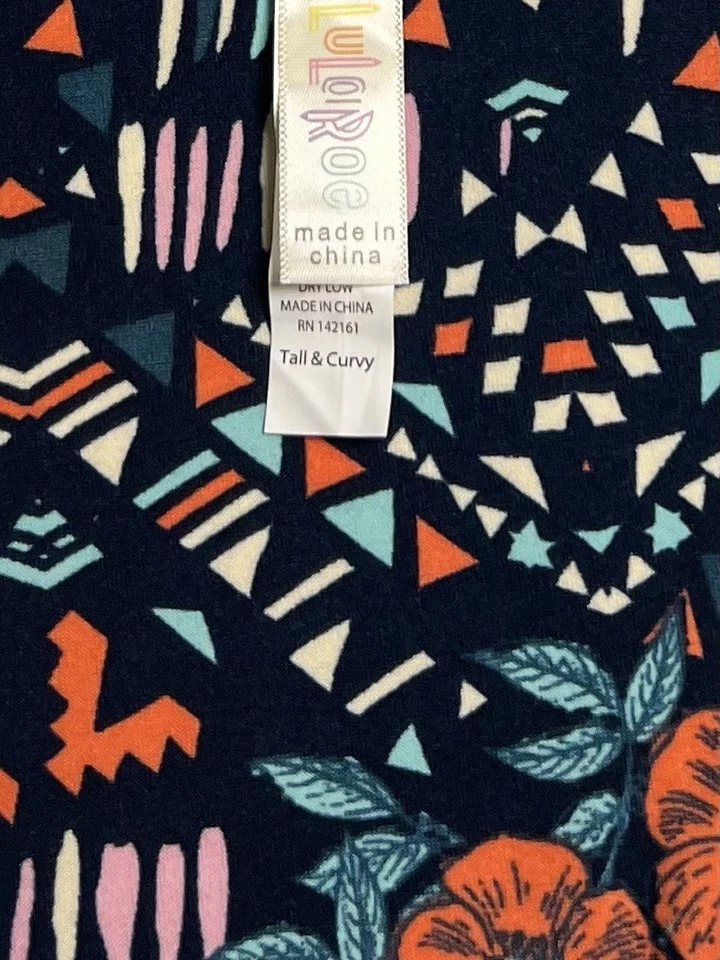 LuLaRoe
made in
china
DRY LOW
MADE IN CHINA
RN 142161
Tall & Curvy